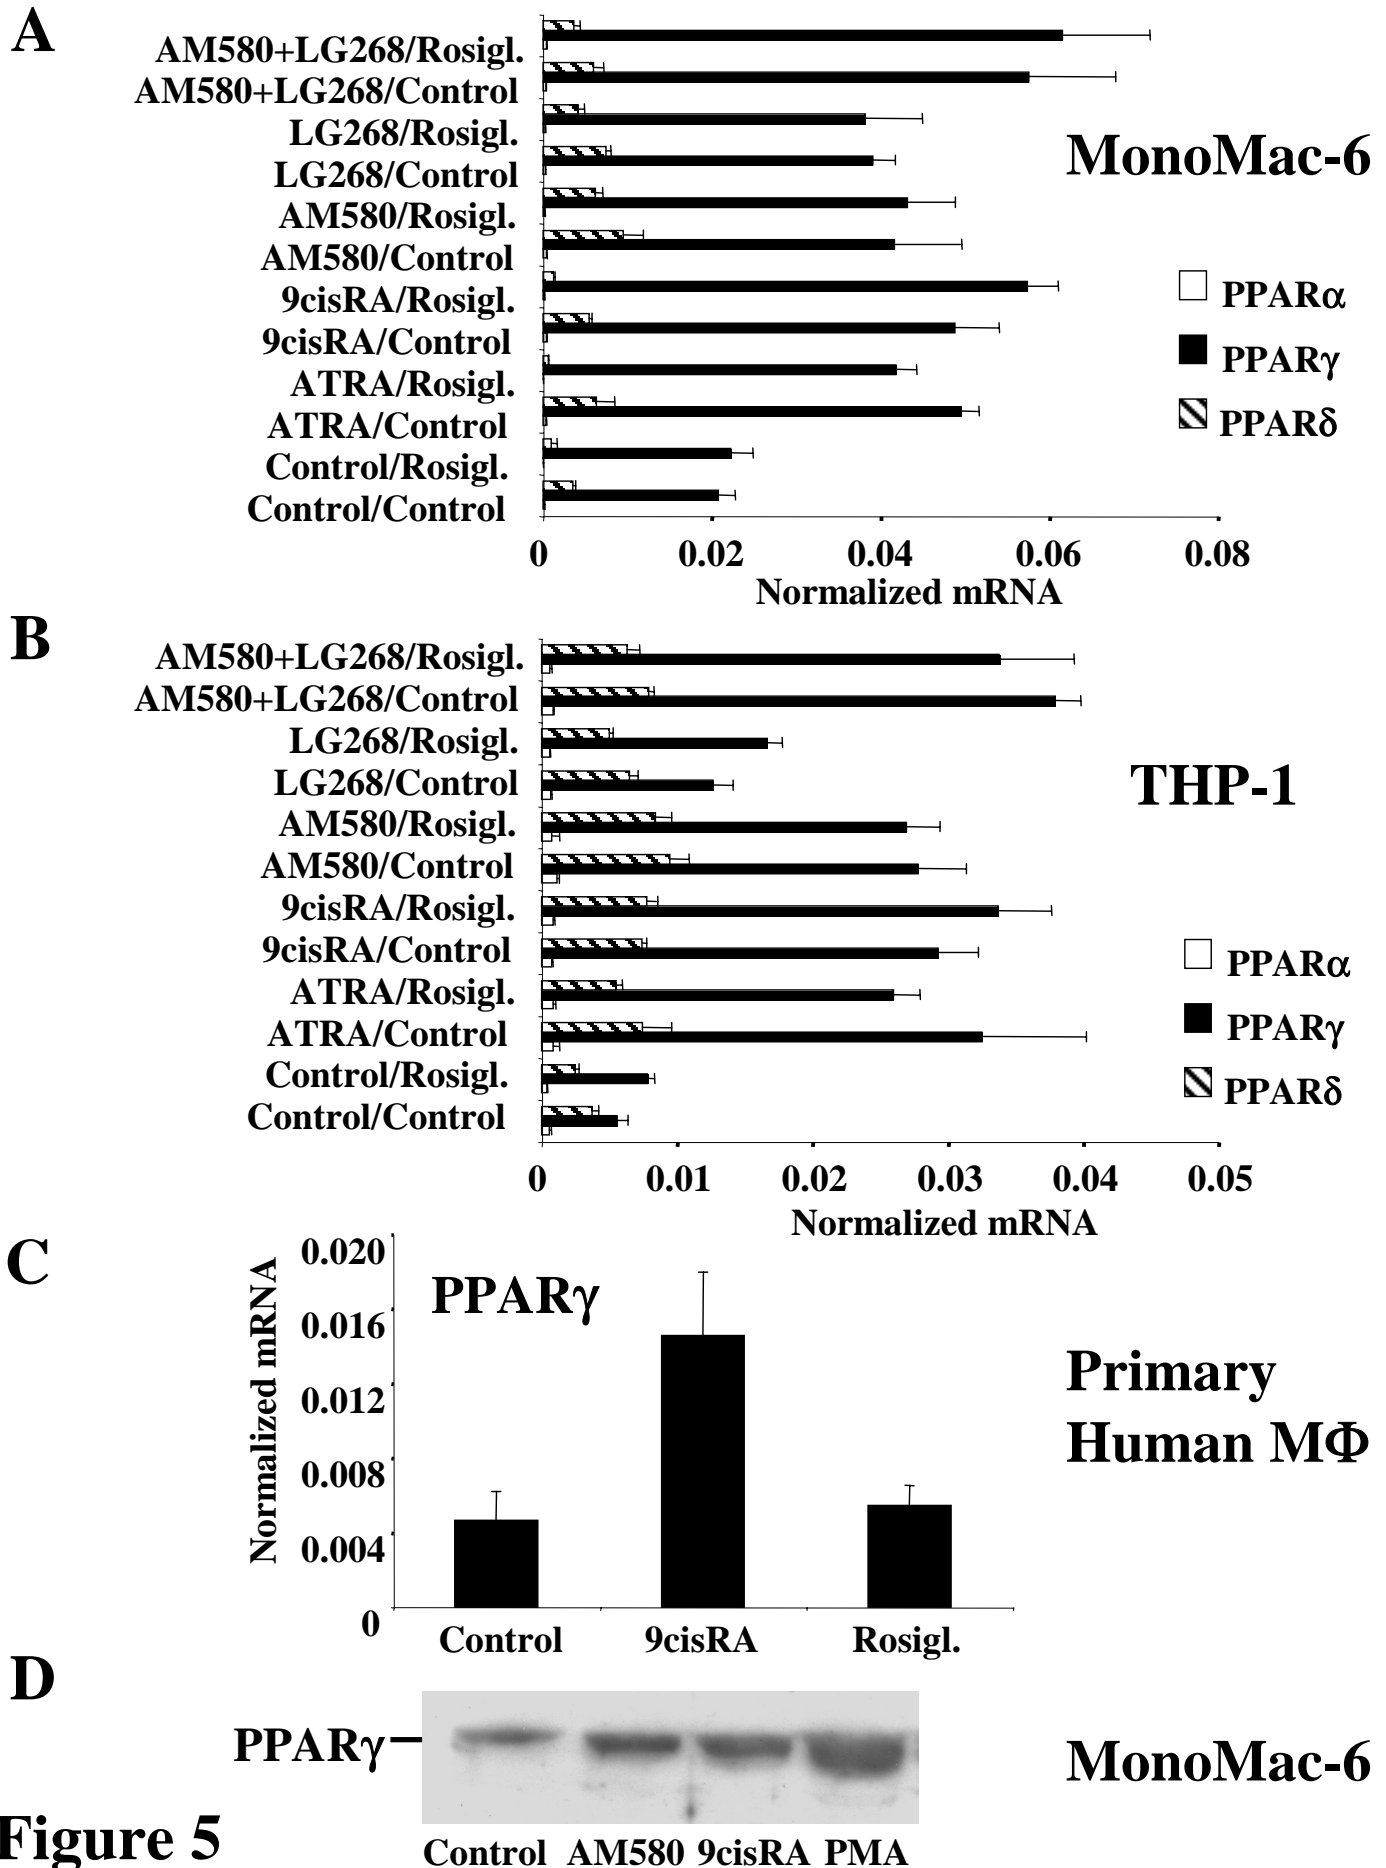 A
AM580+LG268/Rosigl.
AM580+LG268/Control
LG268/Rosigl.
LG268/Control
AM580/Rosigl.
AM580/Control
9cisRA/Rosigl.
9cisRA/Control
ATRA/Rosigl.
ATRA/Control
Control/Rosigl.
Control/Control
MonoMac-6
PPARα
PPARγ
PPARδ
0 0.02 0.04 0.06 0.08
Normalized mRNA
B
AM580+LG268/Rosigl.
AM580+LG268/Control
LG268/Rosigl.
LG268/Control
AM580/Rosigl.
AM580/Control
9cisRA/Rosigl.
9cisRA/Control
ATRA/Rosigl.
ATRA/Control
Control/Rosigl.
Control/Control
THP-1
PPARα
PPARγ
PPARδ
0 0.01 0.02 0.03 0.04 0.05
Normalized mRNA
C
Normalized mRNA
0.020
0.016
0.012
0.008
0.004
0
PPARγ
Control 9cisRA Rosigl.
Primary
Human MΦ
D
PPARγ
MonoMac-6
Control AM580 9cisRA PMA
Figure 5